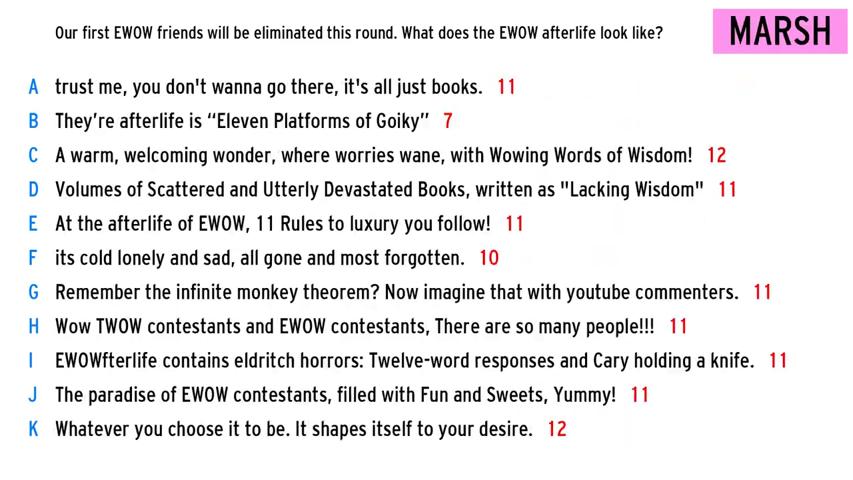 Our first EWOW friends will be eliminated this round. What does the EWOW afterlife look like?
MARSH
A trust me, you don't wanna go there, it's all just books. 11
B They're afterlife is “Eleven Platforms of Goiky” 7
C A warm, welcoming wonder, where worries wane, with Wowing Words of Wisdom! 12
D Volumes of Scattered and Utterly Devastated Books, written as "Lacking Wisdom" 11
E At the afterlife of EWOW, 11 Rules to luxury you follow! 11
F its cold lonely and sad, all gone and most forgotten. 10
G Remember the infinite monkey theorem? Now imagine that with youtube commenters. 11
H Wow TWOW contestants and EWOW contestants, There are so many people!!! 11
I EWOWfterlife contains eldritch horrors: Twelve-word responses and Cary holding a knife. 11
J The paradise of EWOW contestants, filled with Fun and Sweets, Yummy! 11
K Whatever you choose it to be. It shapes itself to your desire. 12